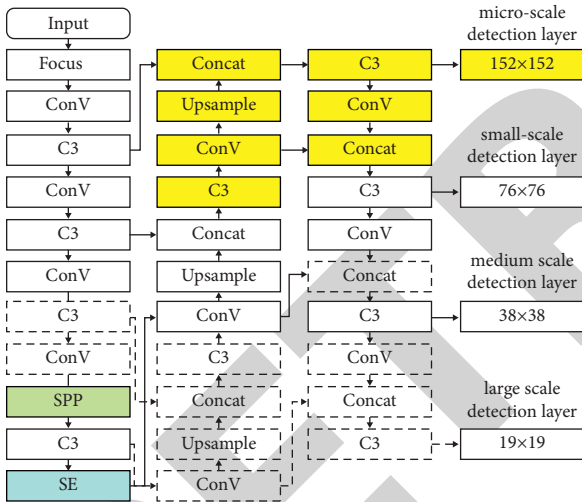 Input
Focus
ConV
C3
ConV
C3
ConV
C3
ConV
SPP
C3
SE
Concat
Upsample
ConV
C3
Concat
Upsample
ConV
C3
Concat
Upsample
ConV
C3
ConV
Concat
C3
ConV
Concat
C3
ConV
Concat
C3
micro-scale
detection layer
152×152
small-scale
detection layer
76×76
medium scale
detection layer
38×38
large scale
detection layer
19×19
ETR